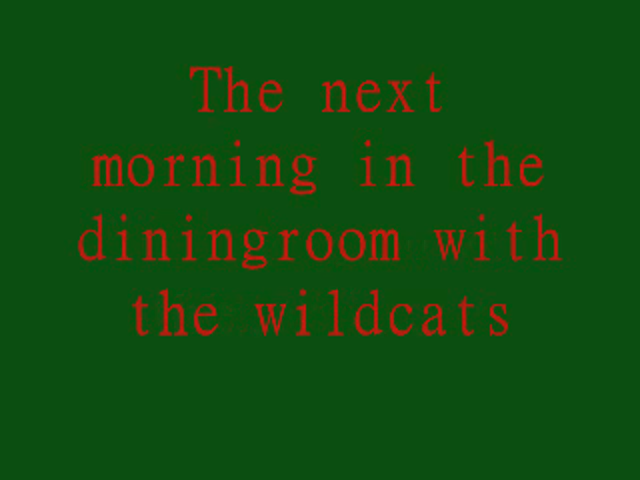 The next
morning in the
diningroom with
the wildcats